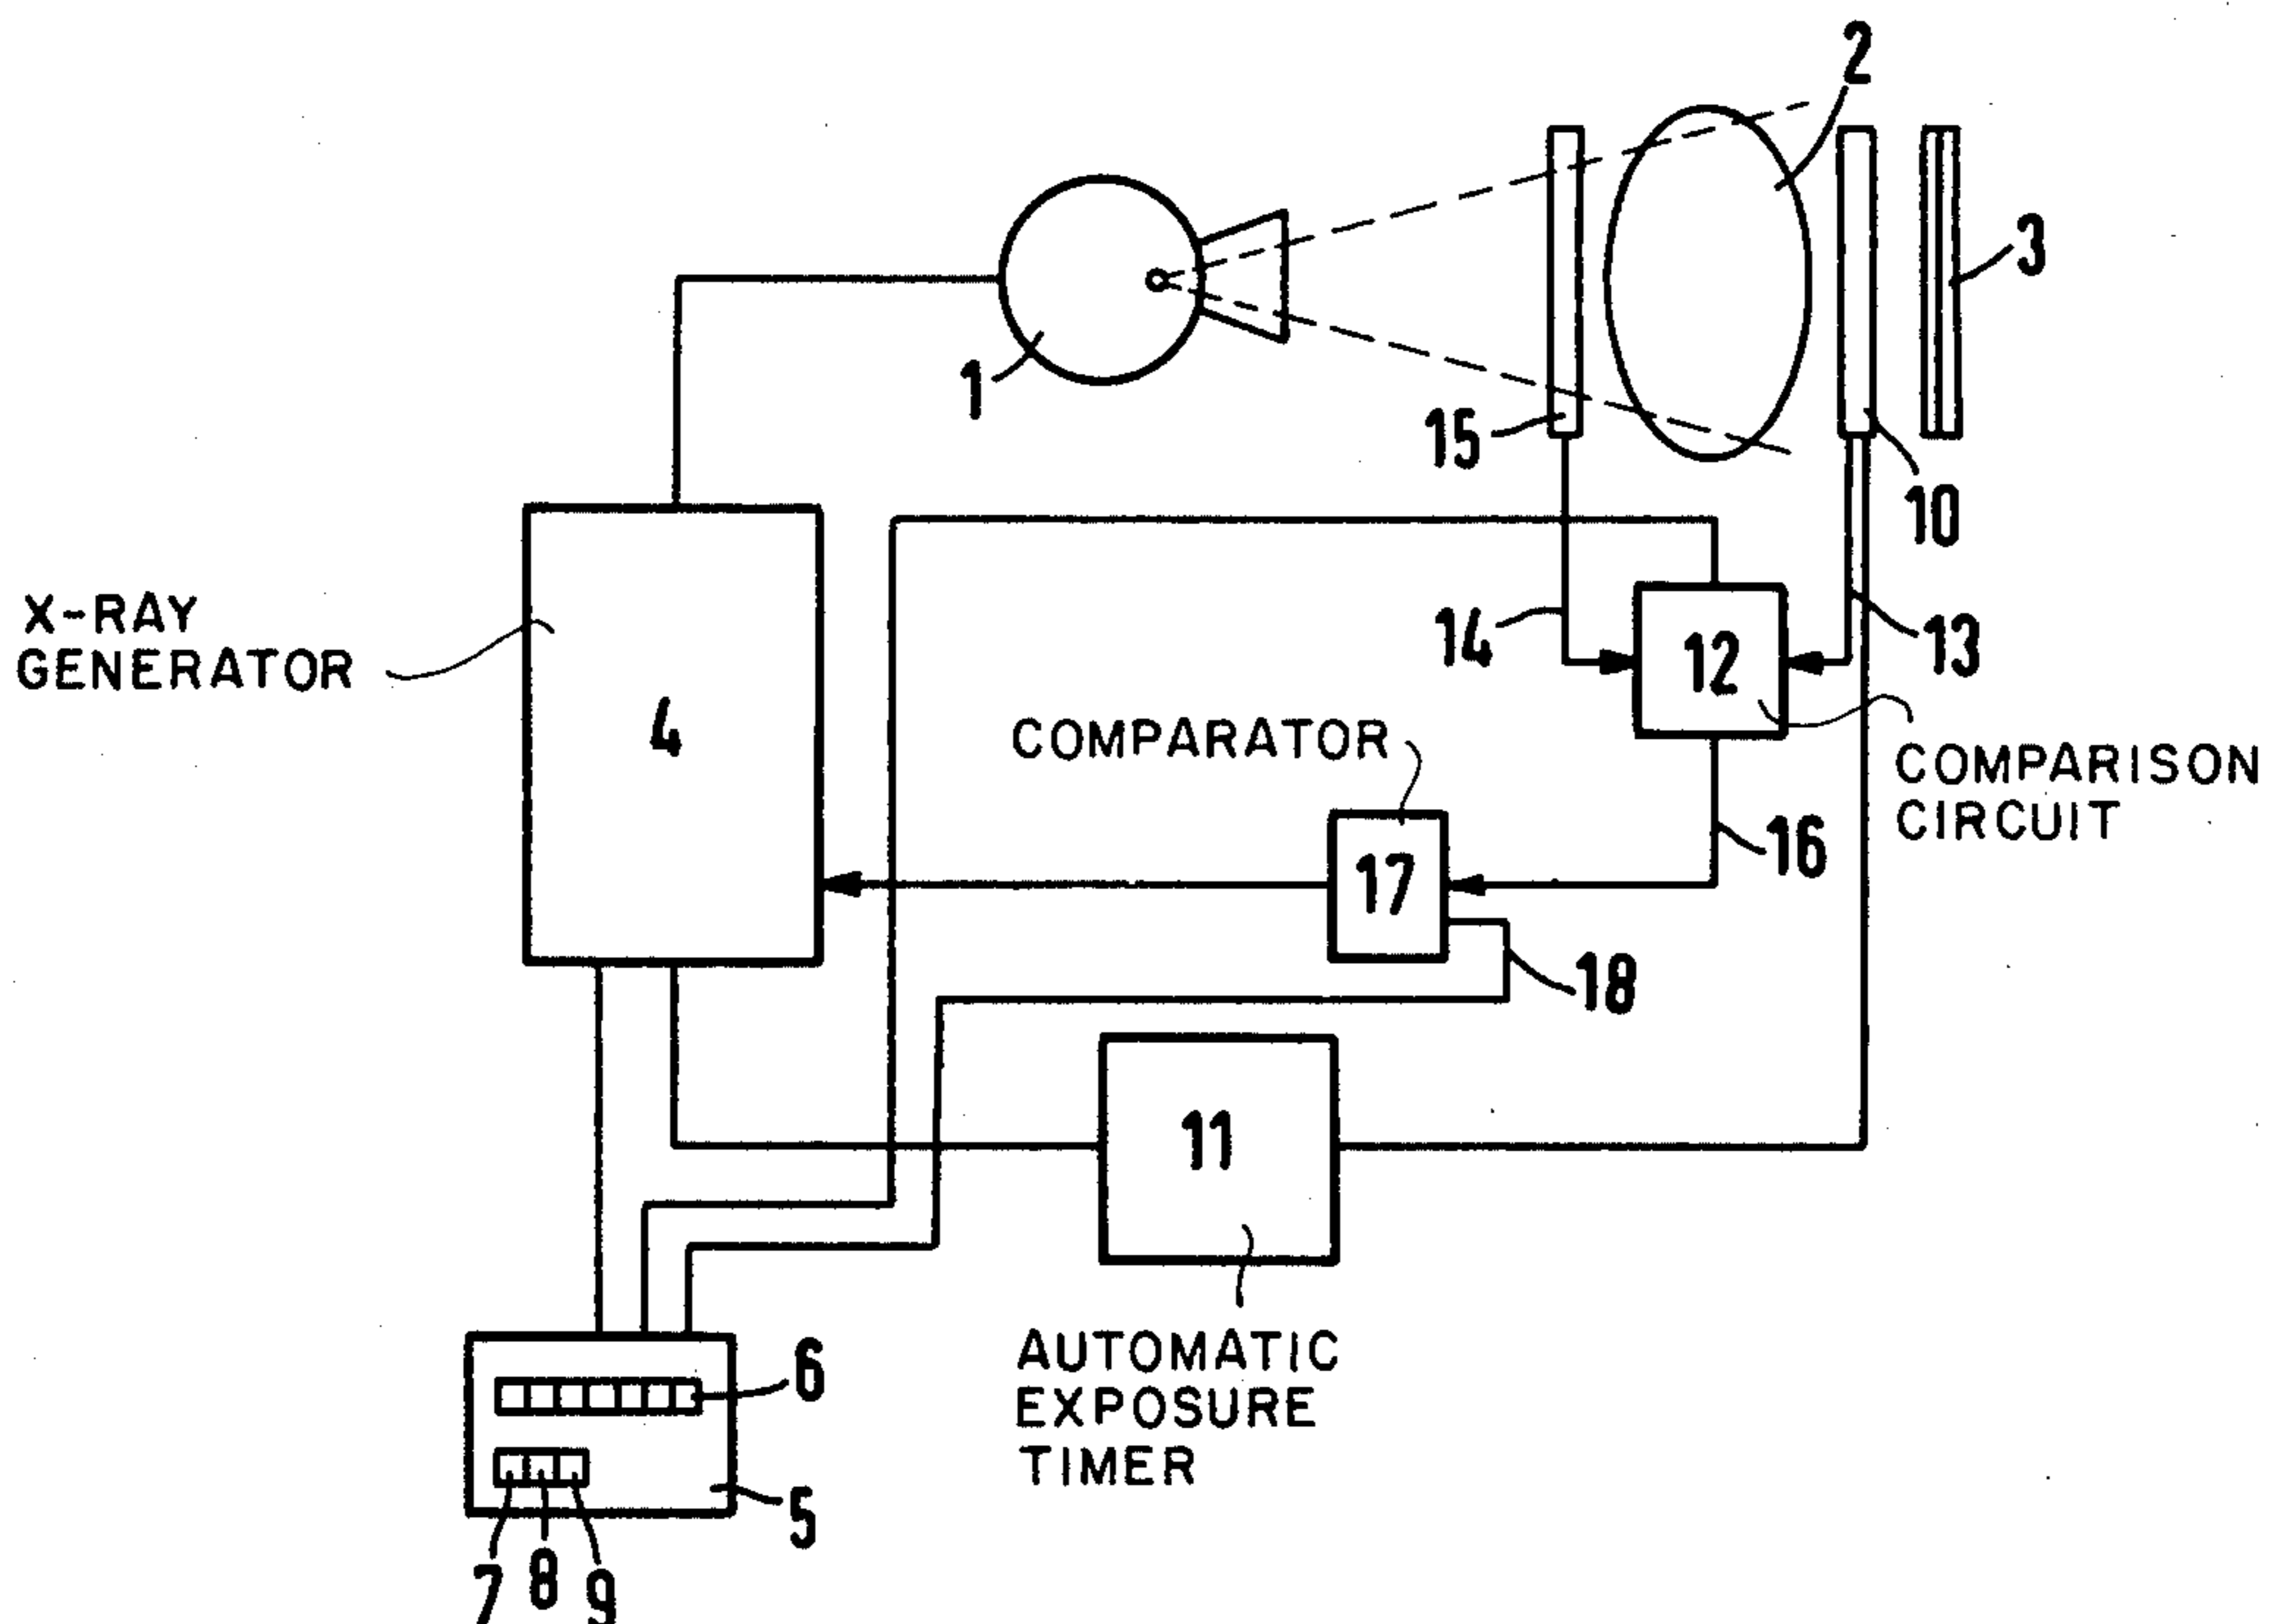 2
3
1
15
10
X-RAY
GENERATOR
4
14
12
13
COMPARATOR
COMPARISON
CIRCUIT
17
16
18
11
AUTOMATIC
EXPOSURE
TIMER
6
5
7
8
9